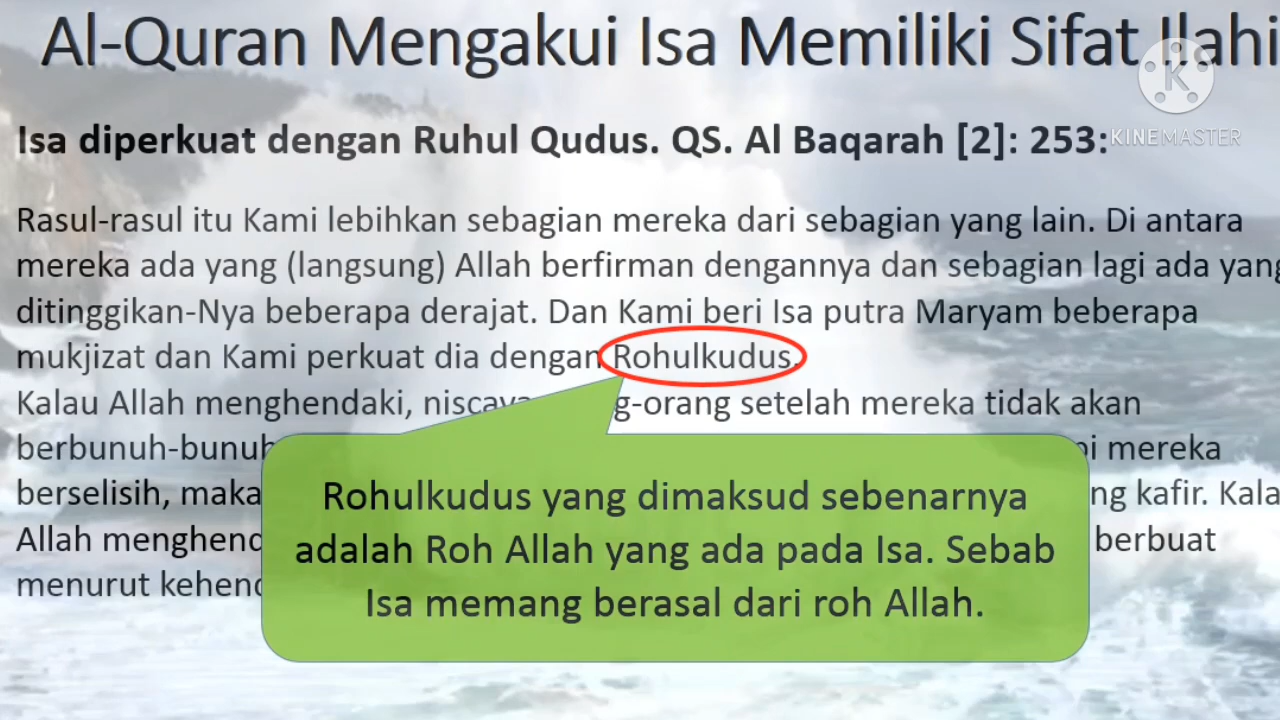 Al-Quran Mengakui Isa Memiliki Sifat Ilahi
KINEMASTER
Isa diperkuat dengan Ruhul Qudus. QS. Al Baqarah [2]: 253:
Rasul-rasul itu Kami lebihkan sebagian mereka dari sebagian yang lain. Di antara
mereka ada yang (langsung) Allah berfirman dengannya dan sebagian lagi ada yang
ditinggikan-Nya beberapa derajat. Dan Kami beri Isa putra Maryam beberapa
mukjizat dan Kami perkuat dia dengan Rohulkudus.
Kalau Allah menghendaki, g-orang setelah mereka tidak akan
berbunuh-bunuh mereka
berselisih, maka ng kafir. Kala
Allah menghend berbuat
menurut kehend
Rohulkudus yang dimaksud sebenarnya
adalah Roh Allah yang ada pada Isa. Sebab
Isa memang berasal dari roh Allah.